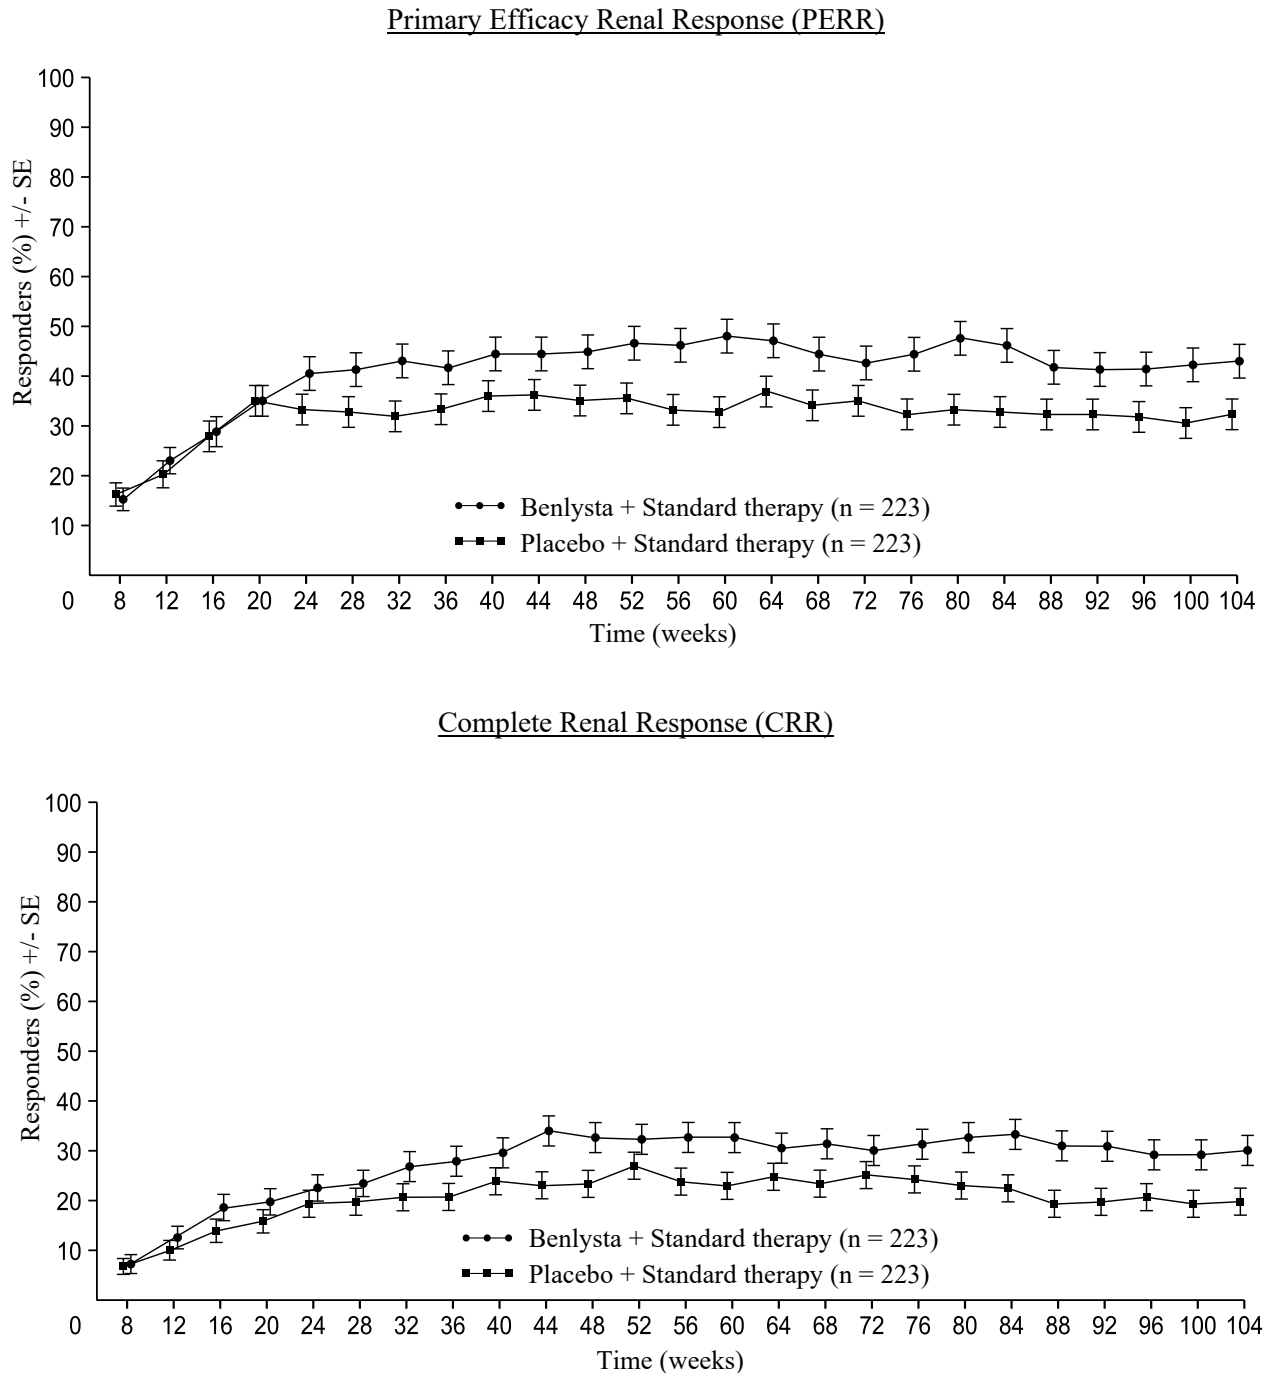 Primary Efficacy Renal Response (PERR)
100
90
80
70
60
50
40
30
20
10
Responders (%) +/- SE
Benlysta + Standard therapy (n = 223)
Placebo + Standard therapy (n = 223)
0 8 12 16 20 24 28 32 36 40 44 48 52 56 60 64 68 72 76 80 84 88 92 96 100 104
Time (weeks)
Complete Renal Response (CRR)
100
90
80
70
60
50
40
30
20
10
Responders (%) +/- SE
Benlysta + Standard therapy (n = 223)
Placebo + Standard therapy (n = 223)
0 8 12 16 20 24 28 32 36 40 44 48 52 56 60 64 68 72 76 80 84 88 92 96 100 104
Time (weeks)